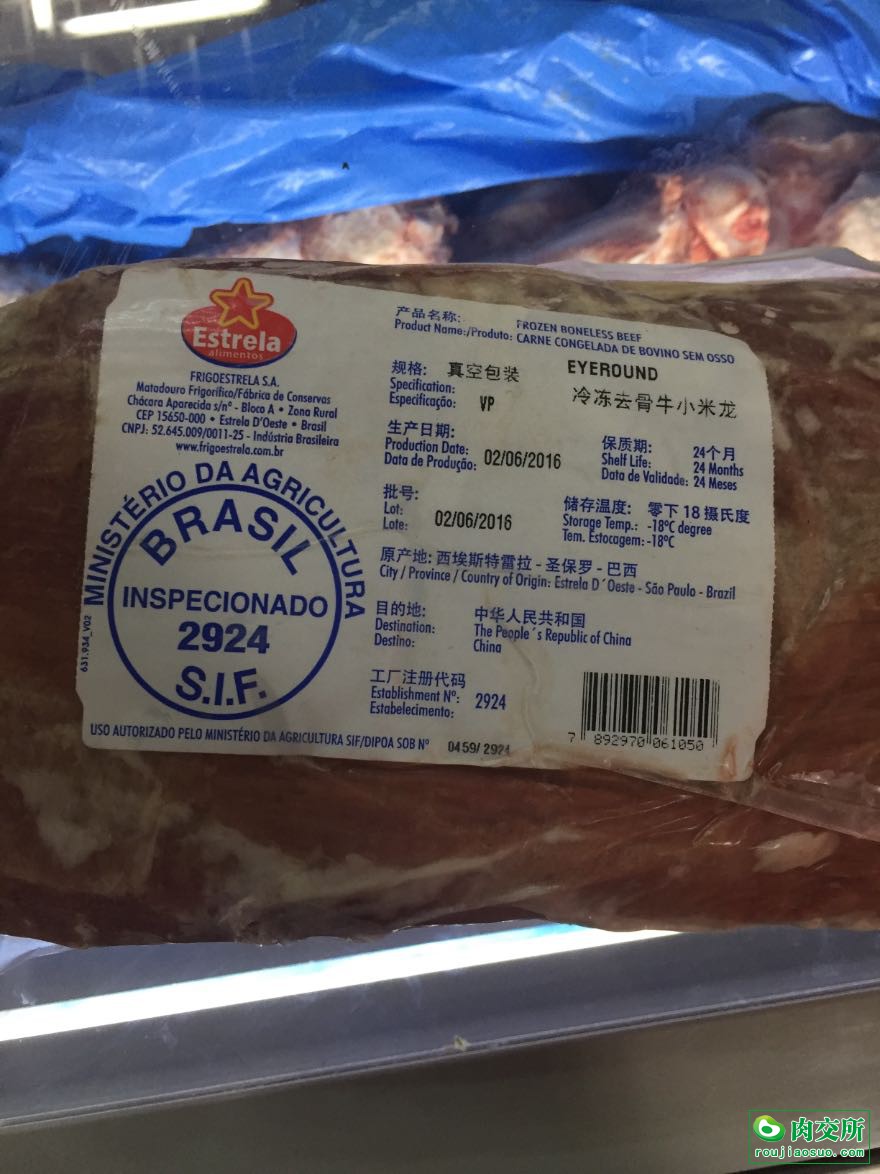 Estrela
alimentos
FRIGOESTRELA S.A.
Matadouro Frigorífico/Fábrica de Conservas
Chácara Aparecida s/nº - Bloco A • Zona Rural
CEP 15650-000 • Estrela D'Oeste • Brasil
CNPJ: 52.645.009/0011-25 - Indústria Brasileira
www.frigoestrela.com.br
MINISTÉRIO DA AGRICULTURA
BRASIL
INSPECIONADO
2924
S.I.F.
631.934_V02
产品名称:
Product Name:/Produto:
FROZEN BONELESS BEEF
CARNE CONGELADA DE BOVINO SEM OSSO
规格: 真空包装
Specification:
Especificação: VP
EYEROUND
冷冻去骨牛小米龙
生产日期:
Production Date:
Data de Produção: 02/06/2016
保质期: 24个月
Shelf Life: 24 Months
Data de Validade: 24 Meses
批号:
Lot:
Lote: 02/06/2016
储存温度: 零下18摄氏度
Storage Temp.: -18°C degree
Tem. Estocagem: -18°C
原产地: 西埃斯特雷拉 - 圣保罗 - 巴西
City / Province / Country of Origin: Estrela D´Oeste - São Paulo - Brazil
目的地: 中华人民共和国
Destination: The People´s Republic of China
Destino: China
工厂注册代码
Establishment Nº: 2924
Estabelecimento:
7 892970 061050
USO AUTORIZADO PELO MINISTÉRIO DA AGRICULTURA SIF/DIPOA SOB Nº 0459/2924
肉交所
roujiaosuo.com